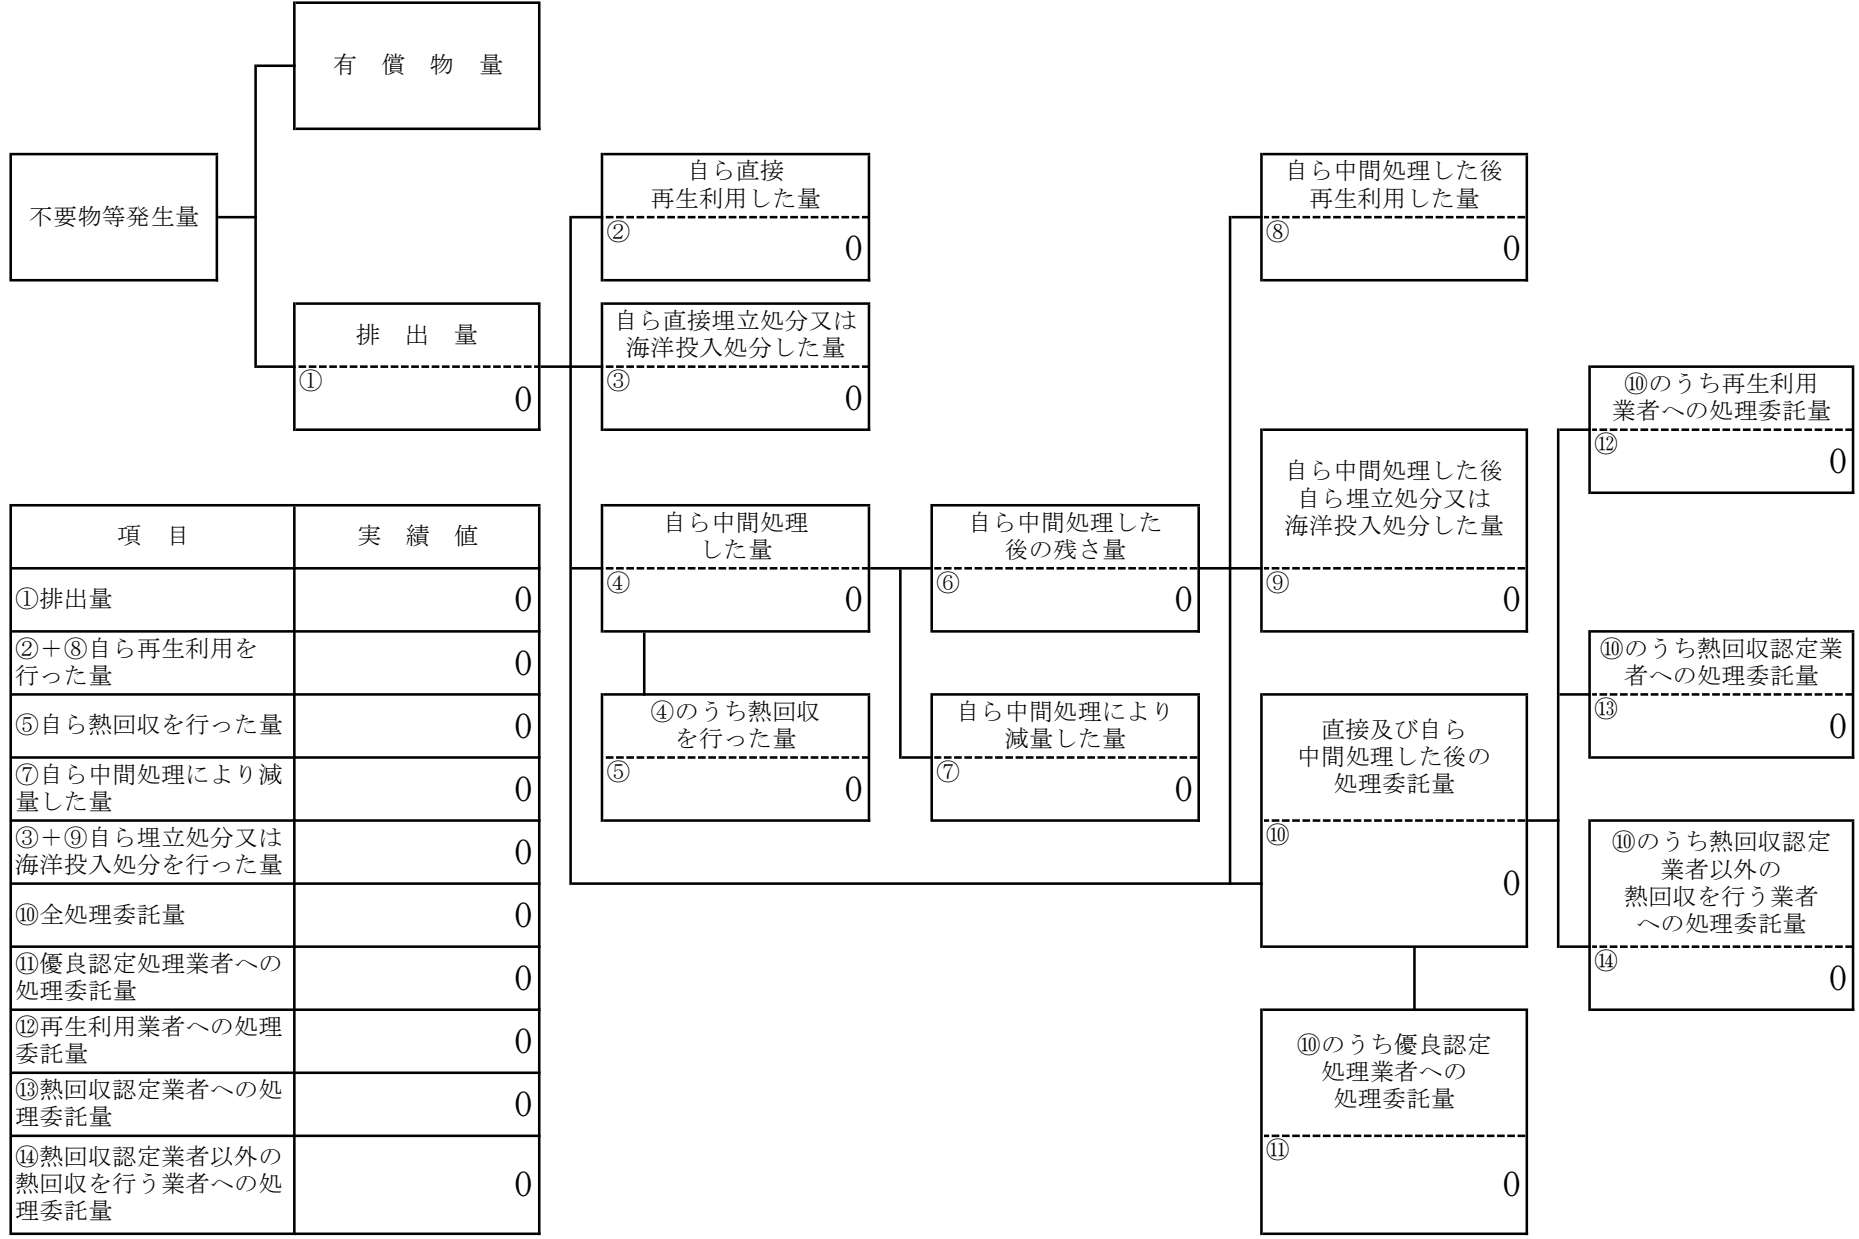 有　償　物　量
不要物等発生量
排　出　量
①
0
自ら直接
再生利用した量
②
0
自ら直接埋立処分又は
海洋投入処分した量
③
0
自ら中間処理
した量
④
0
④のうち熱回収
を行った量
⑤
0
自ら中間処理した
後の残さ量
⑥
0
自ら中間処理により
減量した量
⑦
0
自ら中間処理した後
再生利用した量
⑧
0
自ら中間処理した後
自ら埋立処分又は
海洋投入処分した量
⑨
0
直接及び自ら
中間処理した後の
処理委託量
⑩
0
⑩のうち優良認定
処理業者への
処理委託量
⑪
0
⑩のうち再生利用
業者への処理委託量
⑫
0
⑩のうち熱回収認定業
者への処理委託量
⑬
0
⑩のうち熱回収認定
業者以外の
熱回収を行う業者
への処理委託量
⑭
0
項　目　実　績　値
①排出量　0
②＋⑧自ら再生利用を
行った量　0
⑤自ら熱回収を行った量　0
⑦自ら中間処理により減
量した量　0
③＋⑨自ら埋立処分又は
海洋投入処分を行った量　0
⑩全処理委託量　0
⑪優良認定処理業者への
処理委託量　0
⑫再生利用業者への処理
委託量　0
⑬熱回収認定業者への処
理委託量　0
⑭熱回収認定業者以外の
熱回収を行う業者への処　0
理委託量